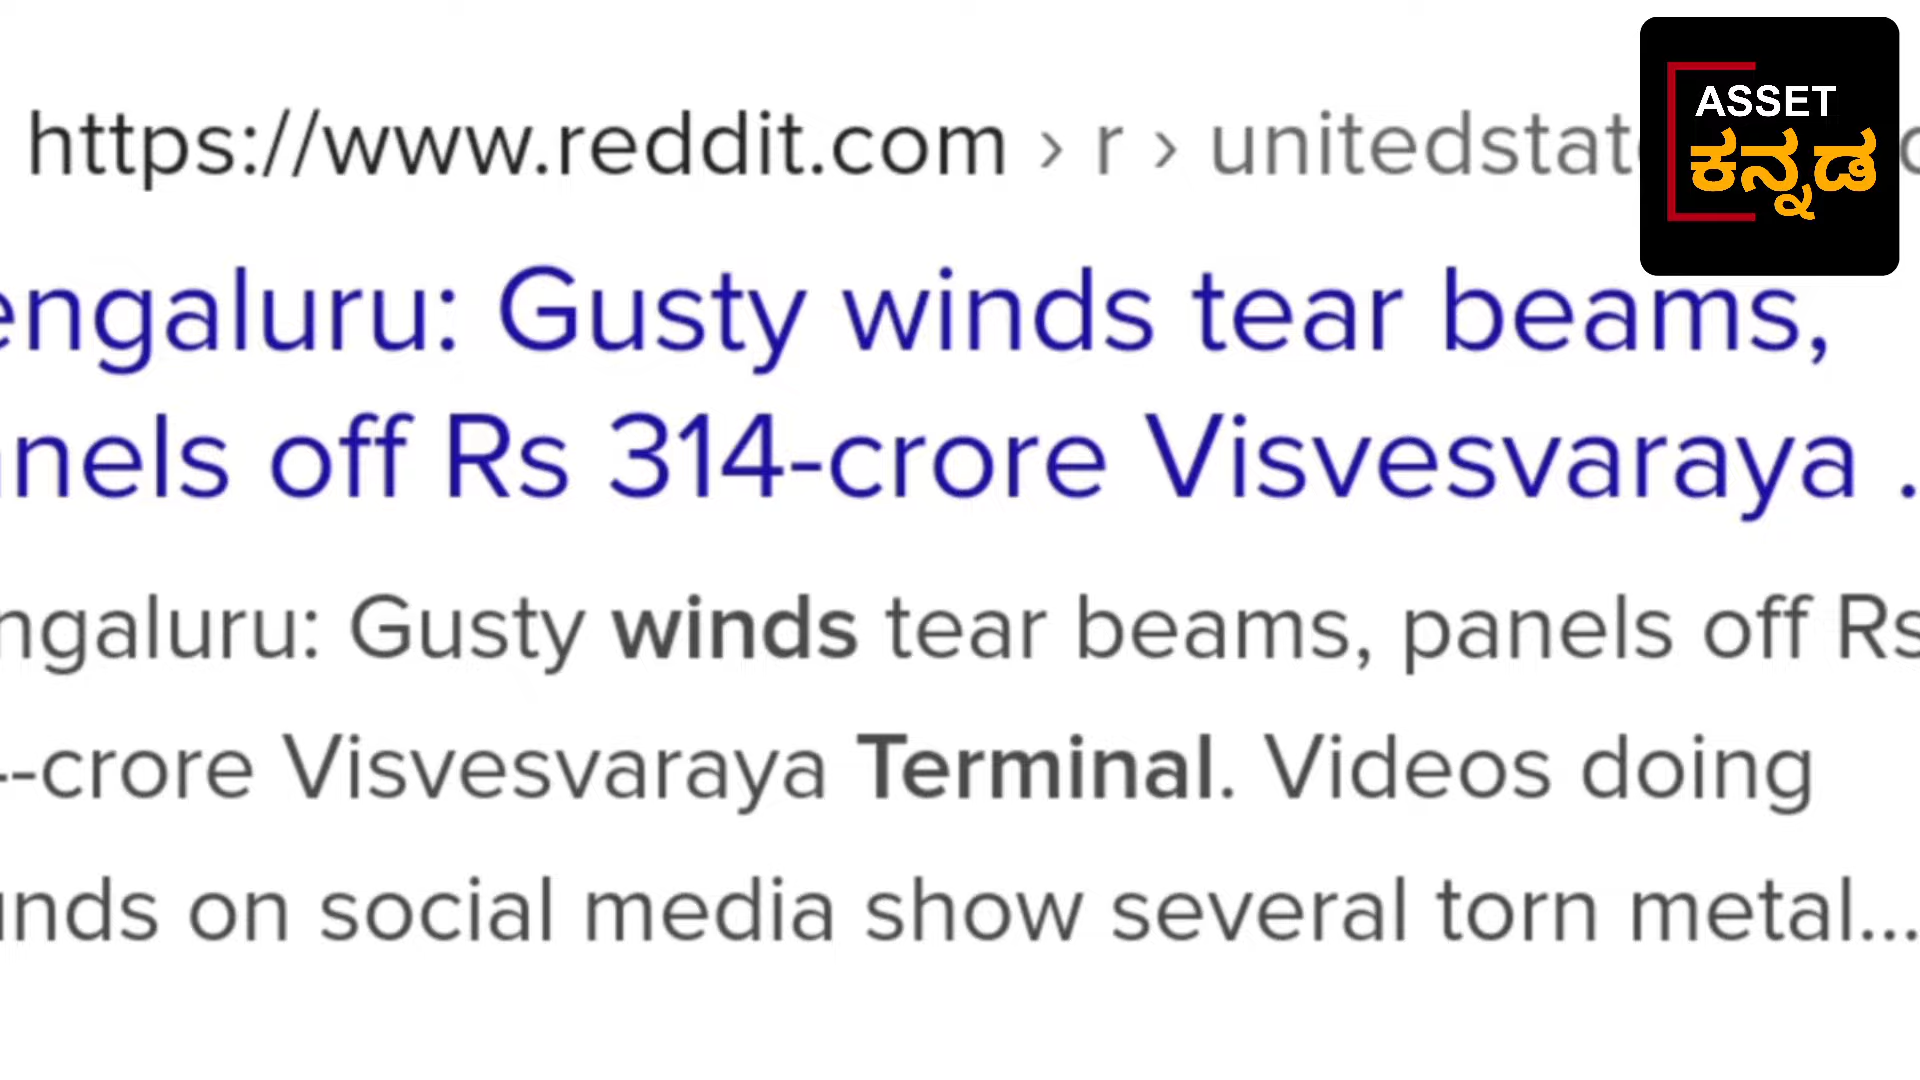 https://www.reddit.com › r › unitedstat
ASSET
ಕನ್ನಡ
engaluru: Gusty winds tear beams,
nels off Rs 314-crore Visvesvaraya .
ngaluru: Gusty winds tear beams, panels off Rs
-crore Visvesvaraya Terminal. Videos doing
unds on social media show several torn metal...